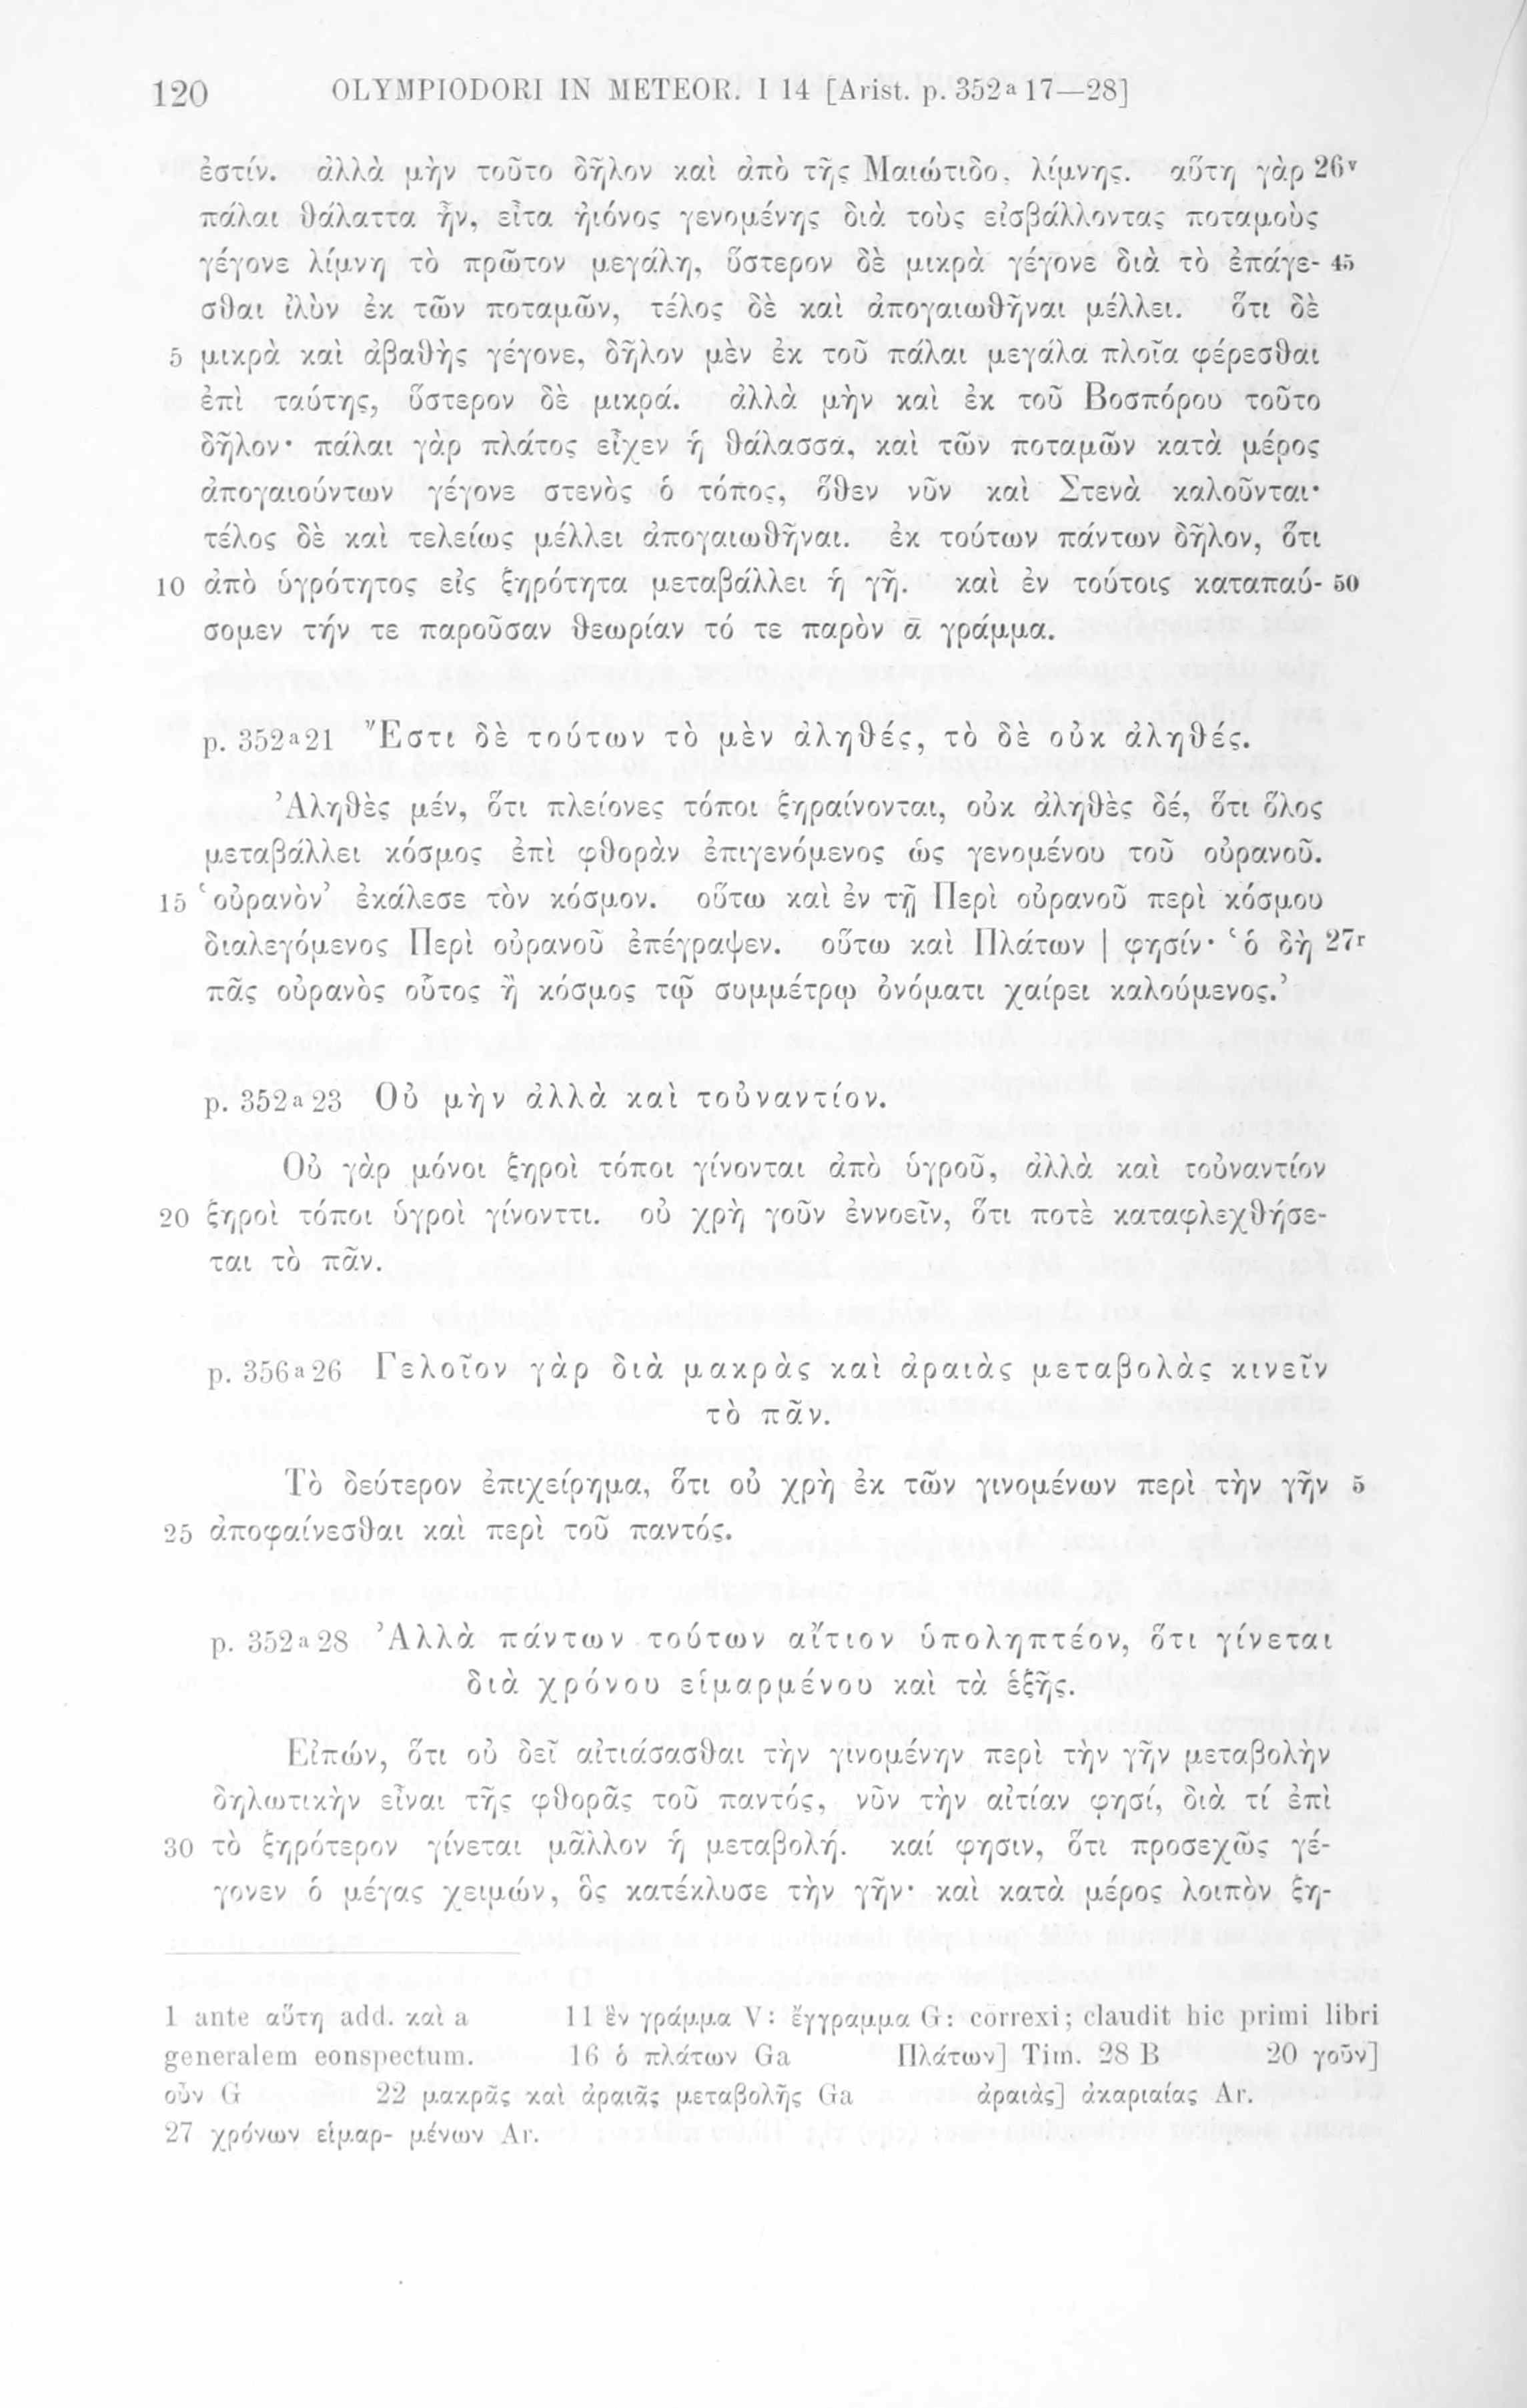 120 OLYMPIODORI IN METEOR. I 14 [Arist. p. 352a 17—28]
ἐστίν. ἀλλὰ μὴν τοῦτο δῆλον καὶ ἀπὸ τῆς Μαιώτιδο. λίμνης. αὕτη γὰρ 26v
πάλαι θάλαττα ἦν, εἶτα ἠιόνος γενομένης διὰ τοὺς εἰσβάλλοντας ποταμοὺς
γέγονε λίμνη τὸ πρῶτον μεγάλη, ὕστερον δὲ μικρὰ γέγονε διὰ τὸ ἐπάγε- 45
σθαι ἰλὺν ἐκ τῶν ποταμῶν, τέλος δὲ καὶ ἀπογαιωθῆναι μέλλει. ὅτι δὲ
5 μικρὰ καὶ ἀβαθὴς γέγονε, δῆλον μὲν ἐκ τοῦ πάλαι μεγάλα πλοῖα φέρεσθαι
ἐπὶ ταύτης, ὕστερον δὲ μικρά. ἀλλὰ μὴν καὶ ἐκ τοῦ Βοσπόρου τοῦτο
δῆλον· πάλαι γὰρ πλάτος εἶχεν ἡ θάλασσα, καὶ τῶν ποταμῶν κατὰ μέρος
ἀπογαιούντων γέγονε στενὸς ὁ τόπος, ὅθεν νῦν καὶ Στενὰ καλοῦνται·
τέλος δὲ καὶ τελείως μέλλει ἀπογαιωθῆναι. ἐκ τούτων πάντων δῆλον, ὅτι
10 ἀπὸ ὑγρότητος εἰς ξηρότητα μεταβάλλει ἡ γῆ. καὶ ἐν τούτοις καταπαύ- 50
σομεν τήν τε παροῦσαν θεωρίαν τό τε παρὸν ᾱ γράμμα.
p. 352a21 Ἔστι δὲ τούτων τὸ μὲν ἀληθές, τὸ δὲ οὐκ ἀληθές.
Ἀληθὲς μέν, ὅτι πλείονες τόποι ξηραίνονται, οὐκ ἀληθὲς δέ, ὅτι ὅλος
μεταβάλλει κόσμος ἐπὶ φθορὰν ἐπιγενόμενος ὡς γενομένου τοῦ οὐρανοῦ.
15 ‘οὐρανὸν’ ἐκάλεσε τὸν κόσμον. οὕτω καὶ ἐν τῇ Περὶ οὐρανοῦ περὶ κόσμου
διαλεγόμενος Περὶ οὐρανοῦ ἐπέγραψεν. οὕτω καὶ Πλάτων | φησίν· ‘ὁ δὴ 27r
πᾶς οὐρανὸς οὗτος ἢ κόσμος τῷ συμμέτρῳ ὀνόματι χαίρει καλούμενος.’
p. 352a23 Οὐ μὴν ἀλλὰ καὶ τοὐναντίον.
Οὐ γὰρ μόνοι ξηροὶ τόποι γίνονται ἀπὸ ὑγροῦ, ἀλλὰ καὶ τοὐναντίον
20 ξηροὶ τόποι ὑγροὶ γίνονττι. οὐ χρὴ γοῦν ἐννοεῖν, ὅτι ποτὲ καταφλεχθήσε-
ται τὸ πᾶν.
p. 356a26 Γελοῖον γὰρ διὰ μακρὰς καὶ ἀραιὰς μεταβολὰς κινεῖν
τὸ πᾶν.
Τὸ δεύτερον ἐπιχείρημα, ὅτι οὐ χρὴ ἐκ τῶν γινομένων περὶ τὴν γῆν 5
25 ἀποφαίνεσθαι καὶ περὶ τοῦ παντός.
p. 352a28 Ἀλλὰ πάντων τούτων αἴτιον ὑποληπτέον, ὅτι γίνεται
διὰ χρόνου εἱμαρμένου καὶ τὰ ἑξῆς.
Εἰπών, ὅτι οὐ δεῖ αἰτιάσασθαι τὴν γινομένην περὶ τὴν γῆν μεταβολὴν
δηλωτικὴν εἶναι τῆς φθορᾶς τοῦ παντός, νῦν τὴν αἰτίαν φησί, διὰ τί ἐπὶ
30 τὸ ξηρότερον γίνεται μᾶλλον ἡ μεταβολή. καί φησιν, ὅτι προσεχῶς γέ-
γονεν ὁ μέγας χειμών, ὃς κατέκλυσε τὴν γῆν· καὶ κατὰ μέρος λοιπὸν ξη-
1 ante αὕτη add. καὶ a 11 ἓν γράμμα V: ἔγγραμμα G: correxi; claudit hic primi libri
generalem eonspectum. 16 ὁ πλάτων Ga Πλάτων] Tim. 28 B 20 γοῦν]
οὖν G 22 μακρᾶς καὶ ἀραιᾶς μεταβολῆς Ga ἀραιὰς] ἀκαριαίας Ar.
27 χρόνων εἱμαρ- μένων Ar.